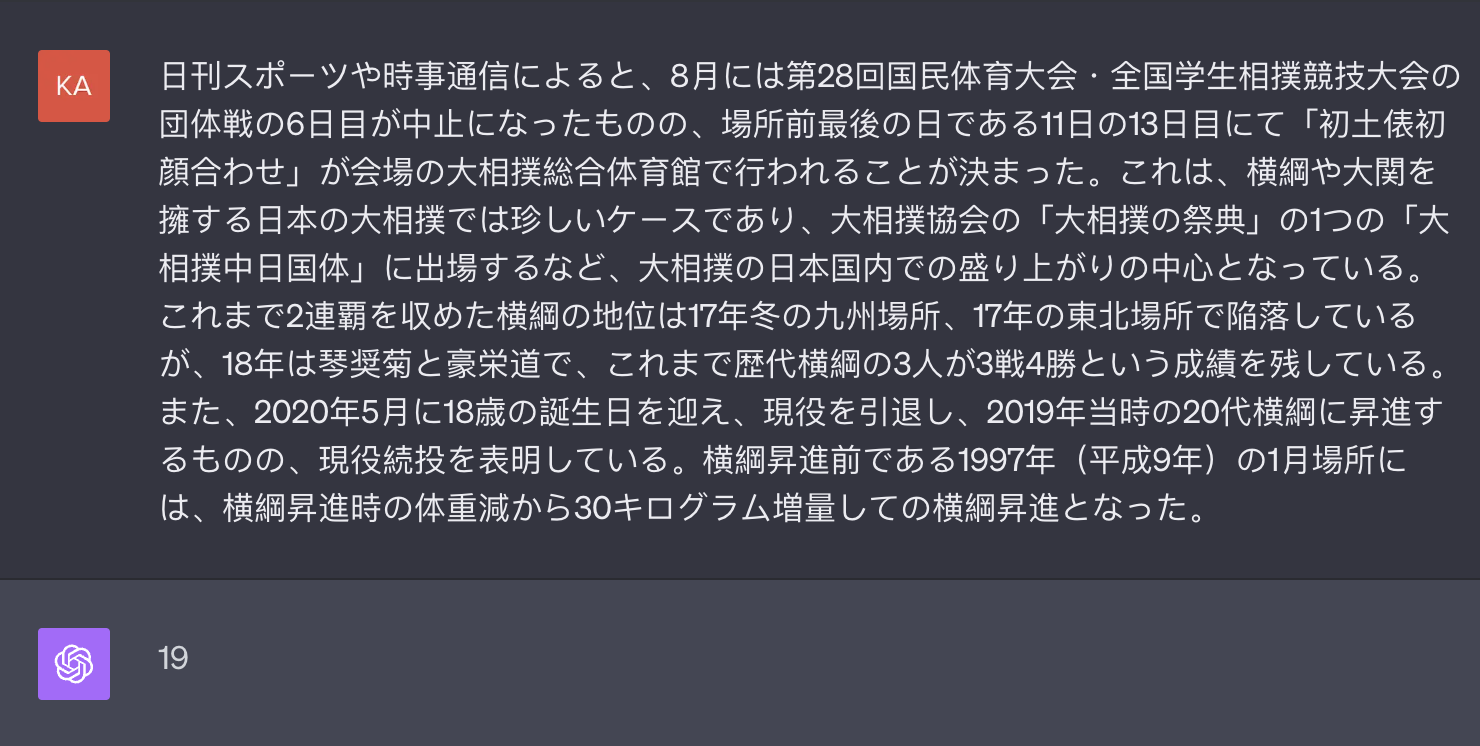 KA
日刊スポーツや時事通信によると、8月には第28回国民体育大会・全国学生相撲競技大会の
団体戦の6日目が中止になったものの、場所前最後の日である11日の13日目にて「初土俵初
顔合わせ」が会場の大相撲総合体育館で行われることが決まった。これは、横綱や大関を
擁する日本の大相撲では珍しいケースであり、大相撲協会の「大相撲の祭典」の1つの「大
相撲中日国体」に出場するなど、大相撲の日本国内での盛り上がりの中心となっている。
これまで2連覇を収めた横綱の地位は17年冬の九州場所、17年の東北場所で陥落している
が、18年は琴奨菊と豪栄道で、これまで歴代横綱の3人が3戦4勝という成績を残している。
また、2020年5月に18歳の誕生日を迎え、現役を引退し、2019年当時の20代横綱に昇進す
るものの、現役続投を表明している。横綱昇進前である1997年（平成9年）の1月場所に
は、横綱昇進時の体重減から30キログラム増量しての横綱昇進となった。
19